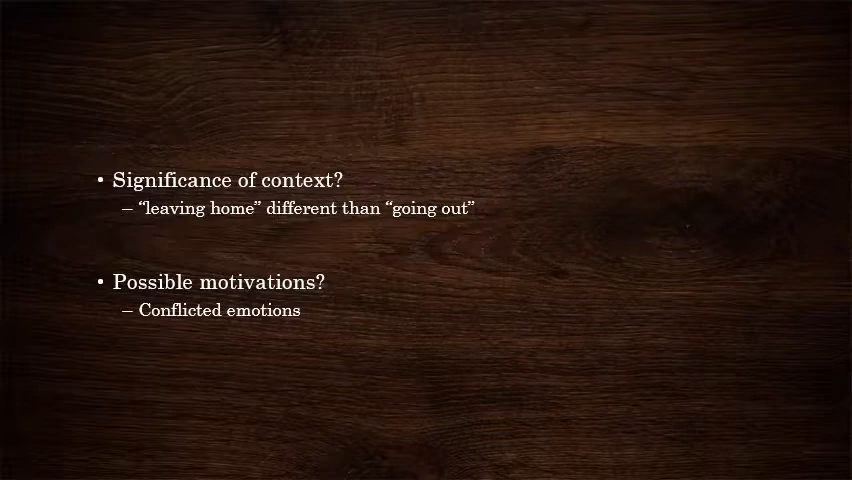 • Significance of context?
– “leaving home” different than “going out”
• Possible motivations?
– Conflicted emotions